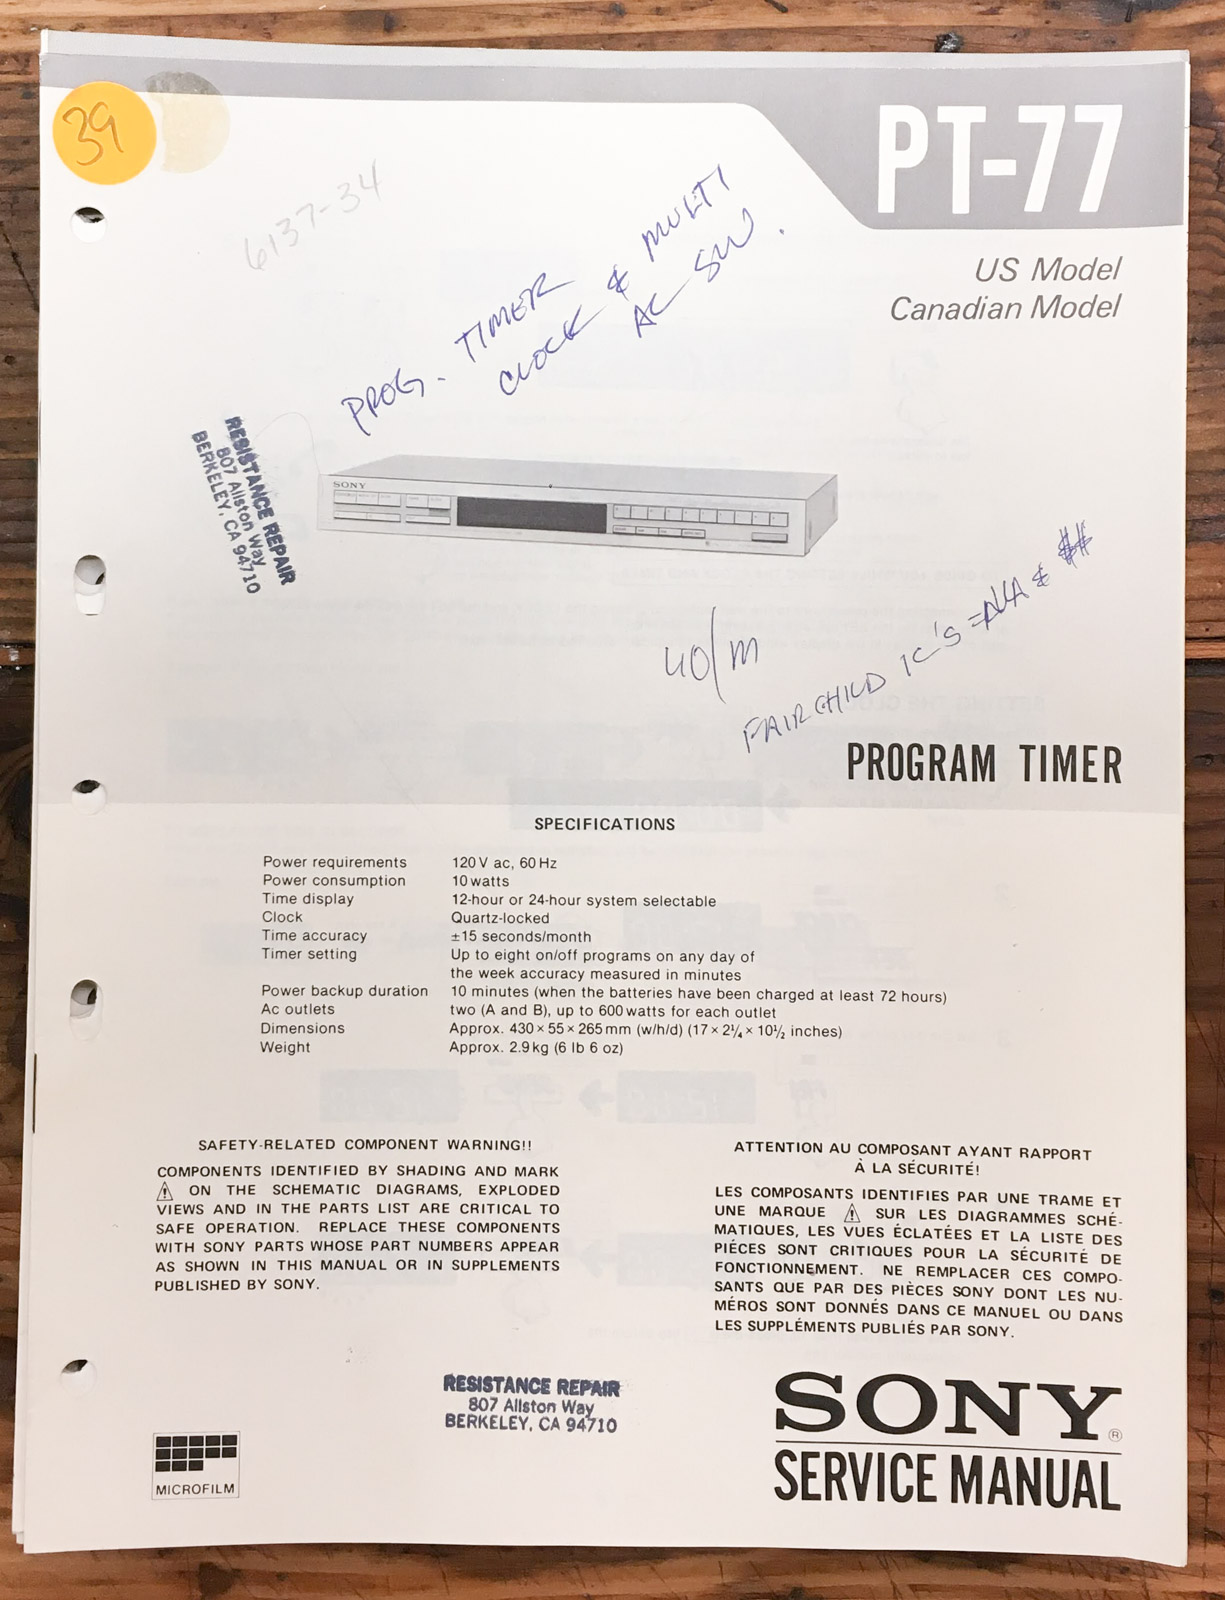 39
PT-77
6137-34
US Model
Canadian Model
PROG. TIMER
CLOCK & MULTI
AC SW.
RESISTANCE REPAIR
807 Allston Way
BERKELEY, CA 94710
SONY
40/M
FAIRCHILD IC'S = & $$
PROGRAM TIMER
SPECIFICATIONS
Power requirements 120 V ac, 60 Hz
Power consumption 10 watts
Time display 12-hour or 24-hour system selectable
Clock Quartz-locked
Time accuracy ±15 seconds/month
Timer setting Up to eight on/off programs on any day of
the week accuracy measured in minutes
Power backup duration 10 minutes (when the batteries have been charged at least 72 hours)
Ac outlets two (A and B), up to 600 watts for each outlet
Dimensions Approx. 430 × 55 × 265 mm (w/h/d) (17 × 2¼ × 10½ inches)
Weight Approx. 2.9 kg (6 lb 6 oz)
SAFETY-RELATED COMPONENT WARNING!!
COMPONENTS IDENTIFIED BY SHADING AND MARK
⚠ ON THE SCHEMATIC DIAGRAMS, EXPLODED
VIEWS AND IN THE PARTS LIST ARE CRITICAL TO
SAFE OPERATION. REPLACE THESE COMPONENTS
WITH SONY PARTS WHOSE PART NUMBERS APPEAR
AS SHOWN IN THIS MANUAL OR IN SUPPLEMENTS
PUBLISHED BY SONY.
ATTENTION AU COMPOSANT AYANT RAPPORT
À LA SÉCURITÉ!
LES COMPOSANTS IDENTIFIES PAR UNE TRAME ET
UNE MARQUE ⚠ SUR LES DIAGRAMMES SCHÉ-
MATIQUES, LES VUES ÉCLATÉES ET LA LISTE DES
PIÉCES SONT CRITIQUES POUR LA SÉCURITÉ DE
FONCTIONNEMENT. NE REMPLACER CES COMPO-
SANTS QUE PAR DES PIÈCES SONY DONT LES NU-
MÉROS SONT DONNÉS DANS CE MANUEL OU DANS
LES SUPPLÉMENTS PUBLIÉS PAR SONY.
RESISTANCE REPAIR
807 Allston Way
BERKELEY, CA 94710
MICROFILM
SONY®
SERVICE MANUAL